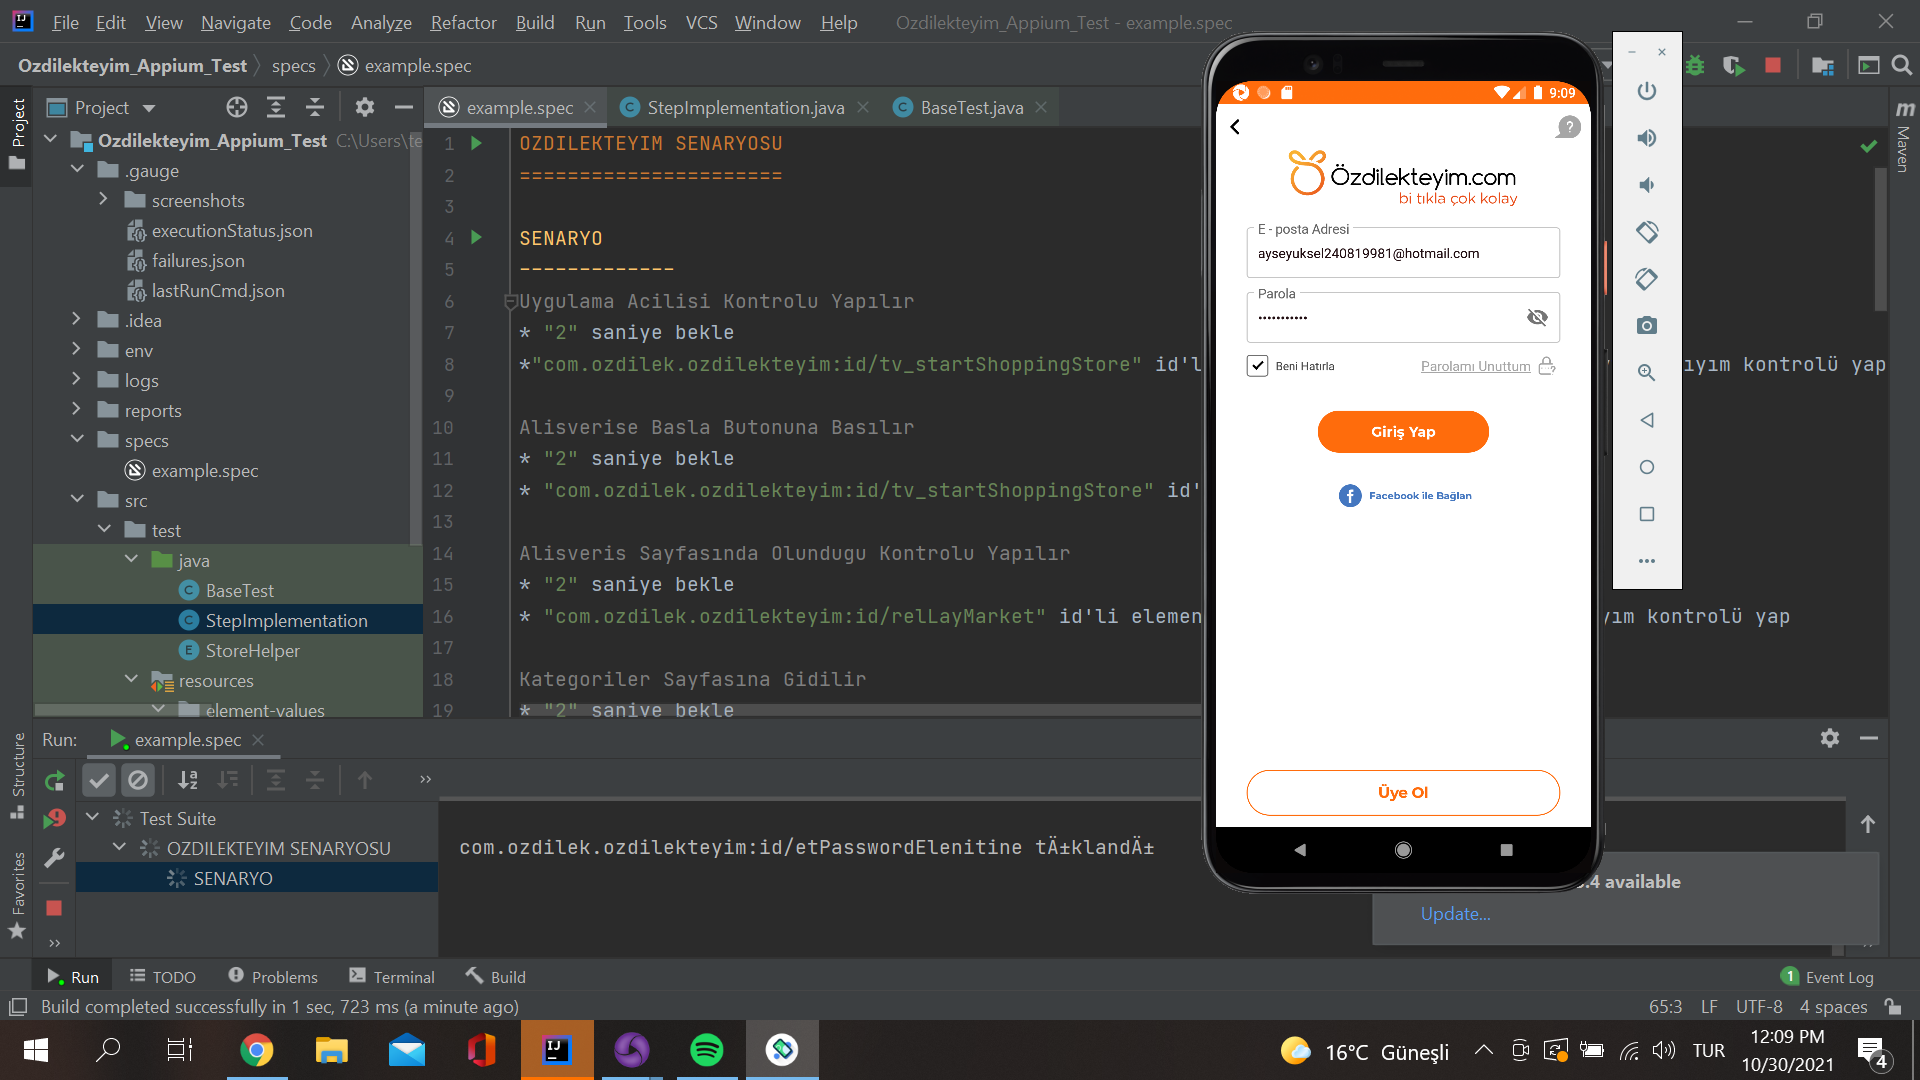 File Edit View Navigate Code Analyze Refactor Build Run Tools VCS Window Help Ozdilekteyim_Appium_Test - example.spec
Ozdilekteyim_Appium_Test specs example.spec
Project
example.spec StepImplementation.java BaseTest.java
Project
Maven
Ozdilekteyim_Appium_Test C:\Users\te
.gauge
screenshots
executionStatus.json
failures.json
lastRunCmd.json
.idea
env
logs
reports
specs
example.spec
src
test
java
BaseTest
StepImplementation
StoreHelper
resources
element-values
1 OZDILEKTEYIM SENARYOSU
2 ======================
3
4 SENARYO
5 -------------
6 Uygulama Acilisi Kontrolu Yapılır
7 * "2" saniye bekle
8 *"com.ozdilek.ozdilekteyim:id/tv_startShoppingStore" id'l ıyım kontrolü yap
9
10 Alisverise Basla Butonuna Basılır
11 * "2" saniye bekle
12 * "com.ozdilek.ozdilekteyim:id/tv_startShoppingStore" id'
13
14 Alisveris Sayfasında Olundugu Kontrolu Yapılır
15 * "2" saniye bekle
16 * "com.ozdilek.ozdilekteyim:id/relLayMarket" id'li elemen yım kontrolü yap
17
18 Kategoriler Sayfasına Gidilir
19 * "2" saniye bekle
9:09
?
Özdilekteyim.com
bi tıkla çok kolay
E - posta Adresi
ayseyuksel240819981@hotmail.com
Parola
•••••••••••
Beni Hatırla Parolamı Unuttum
Giriş Yap
Facebook ile Bağlan
Üye Ol
Run: example.spec
Structure
Favorites
Test Suite
OZDILEKTEYIM SENARYOSU
SENARYO
com.ozdilek.ozdilekteyim:id/etPasswordElenitine tÄ±klandÄ±
.4 available
Update...
Run TODO Problems Terminal Build 1 Event Log
Build completed successfully in 1 sec, 723 ms (a minute ago) 65:3 LF UTF-8 4 spaces
16°C Güneşli TUR 12:09 PM
10/30/2021 4